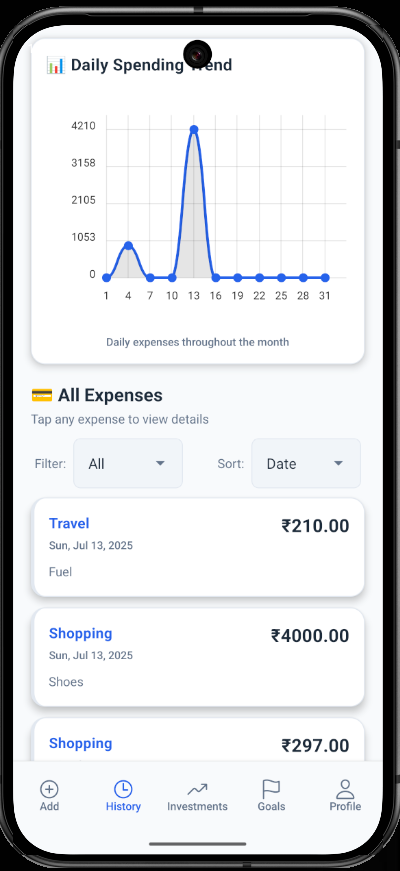 📊 Daily Spending Trend
4210
3158
2105
1053
0
1 4 7 10 13 16 19 22 25 28 31
Daily expenses throughout the month
💳 All Expenses
Tap any expense to view details
Filter: All Sort: Date
Travel ₹210.00
Sun, Jul 13, 2025
Fuel
Shopping ₹4000.00
Sun, Jul 13, 2025
Shoes
Shopping ₹297.00
Add History Investments Goals Profile